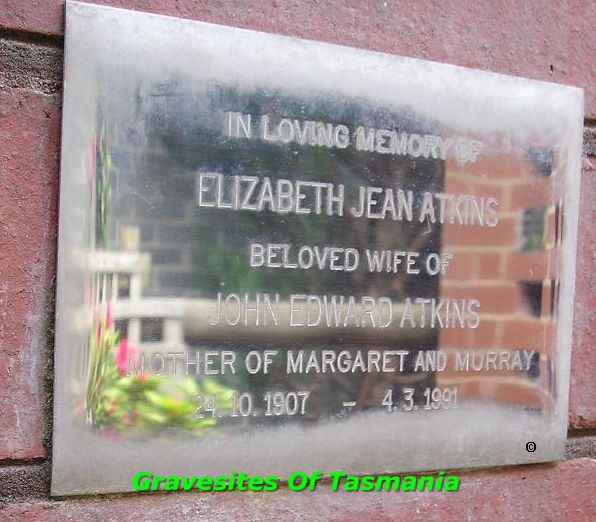 IN LOVING MEMORY OF
ELIZABETH JEAN ATKINS
BELOVED WIFE OF
JOHN EDWARD ATKINS
MOTHER OF MARGARET AND MURRAY
24.10.1907 - 4.3.1991
©
Gravesites Of Tasmania